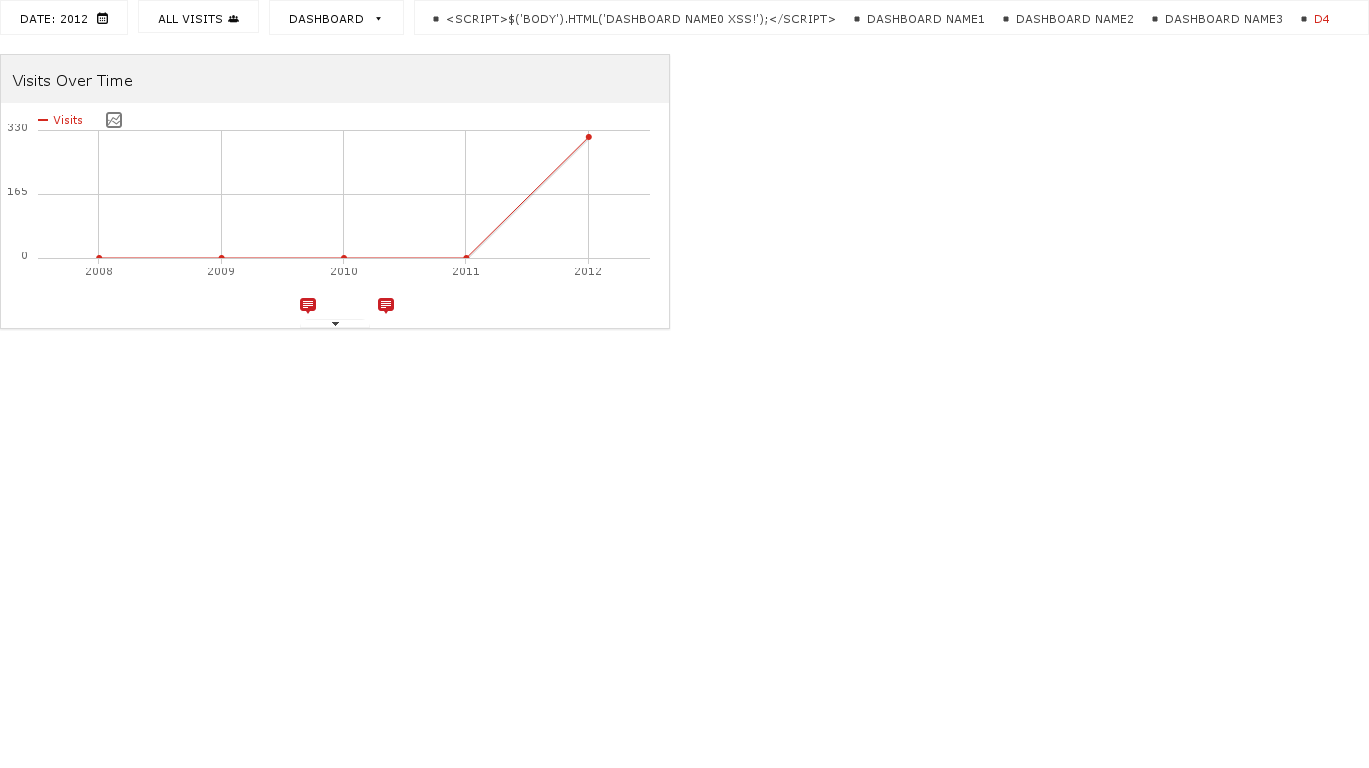 DATE: 2012 ALL VISITS DASHBOARD <SCRIPT>$('BODY').HTML('DASHBOARD NAME0 XSS!');</SCRIPT> DASHBOARD NAME1 DASHBOARD NAME2 DASHBOARD NAME3 D4
Visits Over Time
Visits
330
165
0
2008 2009 2010 2011 2012